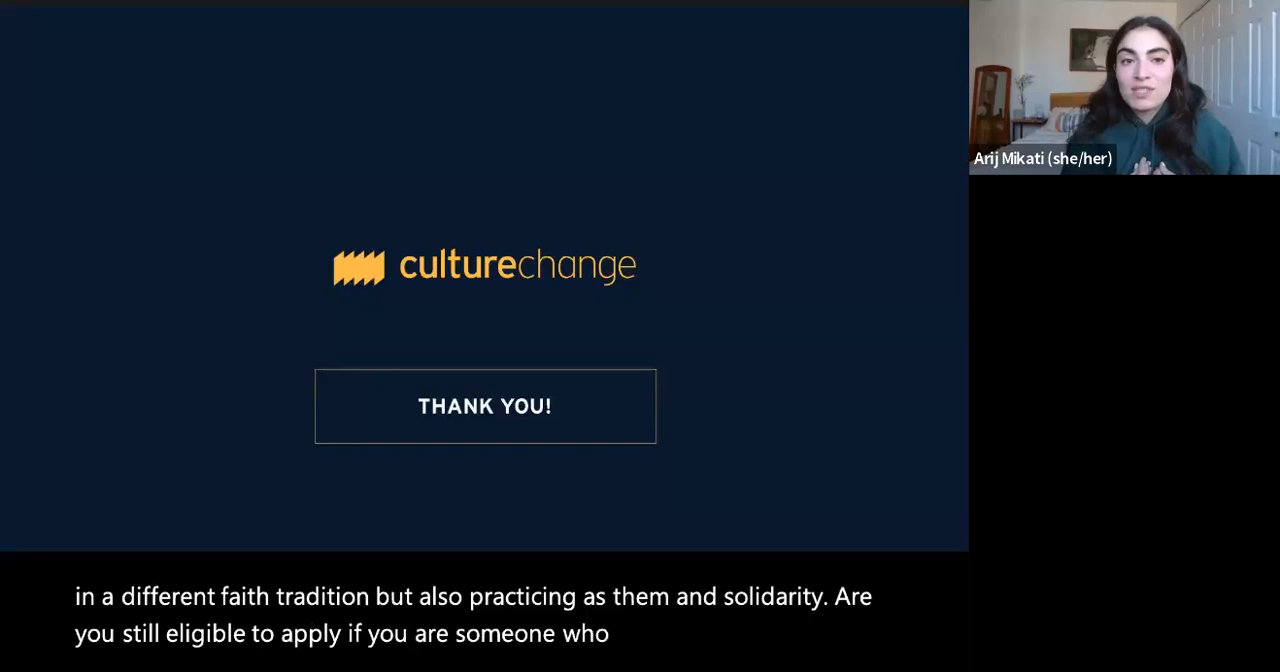 culturechange
THANK YOU!
Arij Mikati (she/her)
in a different faith tradition but also practicing as them and solidarity. Are
you still eligible to apply if you are someone who